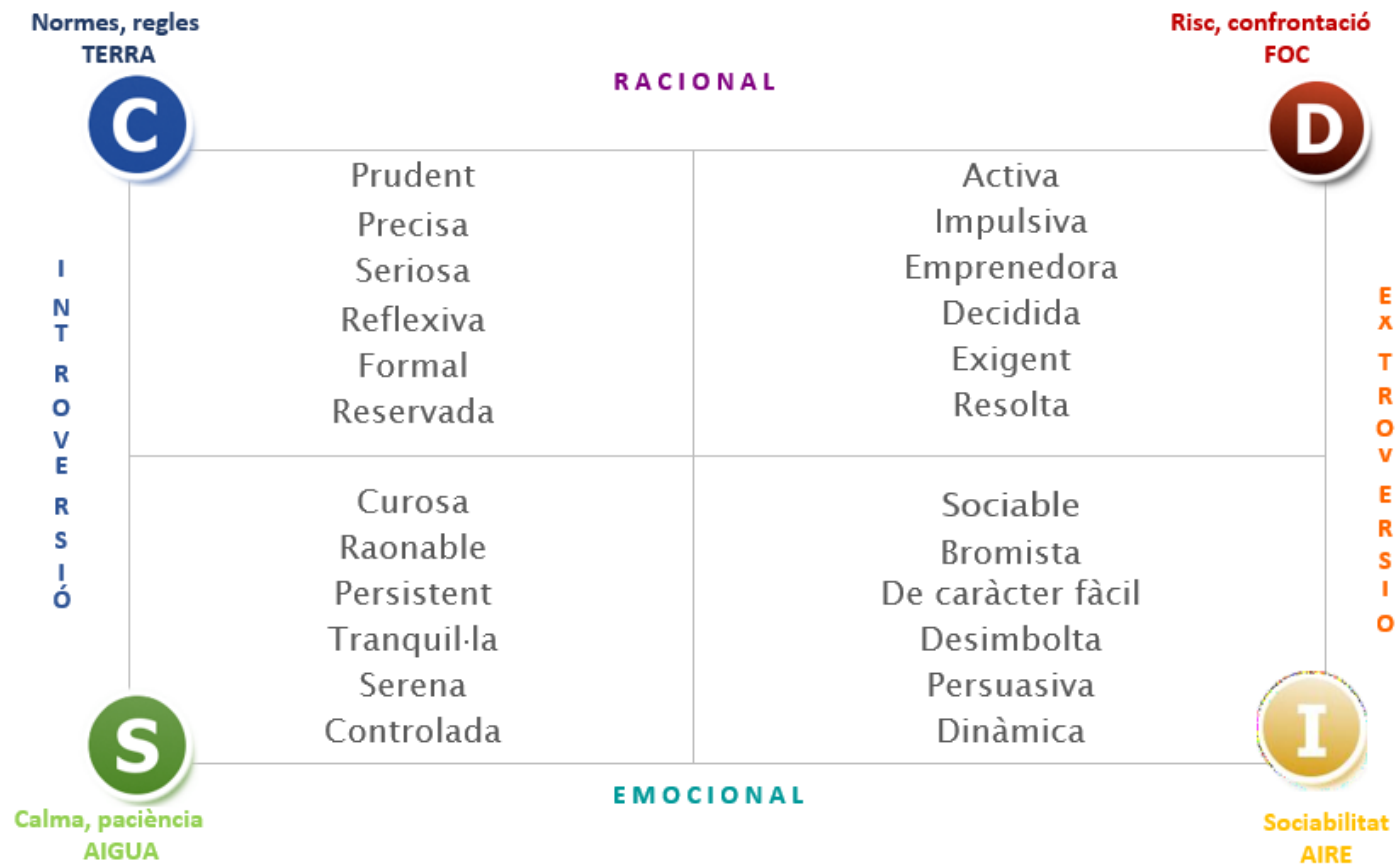 Normes, regles
TERRA
C
RACIONAL
Risc, confrontació
FOC
D
INTROVERSIÓ
Prudent
Precisa
Seriosa
Reflexiva
Formal
Reservada
Activa
Impulsiva
Emprenedora
Decidida
Exigent
Resolta
EXTROVERSIO
Curosa
Raonable
Persistent
Tranquil·la
Serena
Controlada
Sociable
Bromista
De caràcter fàcil
Desimbolta
Persuasiva
Dinàmica
S
Calma, paciència
AIGUA
EMOCIONAL
I
Sociabilitat
AIRE